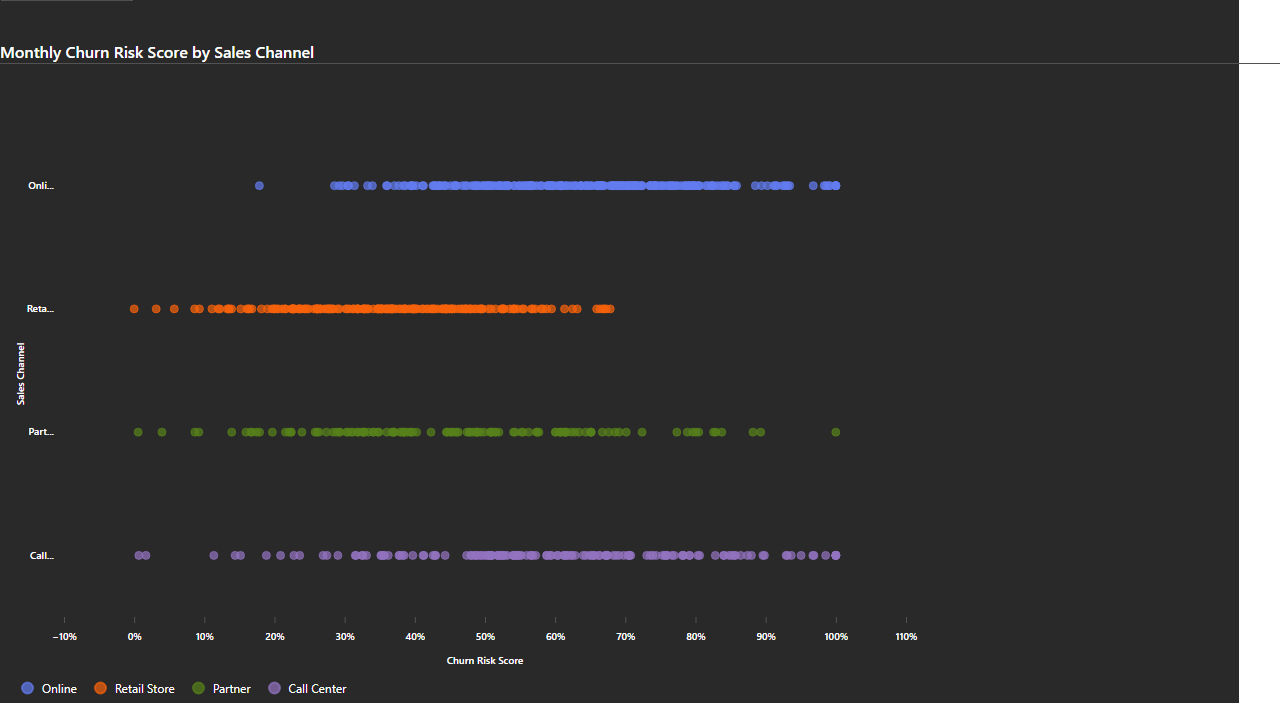 Monthly Churn Risk Score by Sales Channel
Onli...
Reta...
Part...
Call...
Sales Channel
−10% 0% 10% 20% 30% 40% 50% 60% 70% 80% 90% 100% 110%
Churn Risk Score
Online Retail Store Partner Call Center